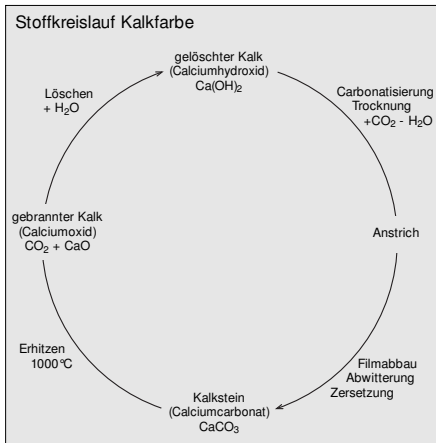 Stoffkreislauf Kalkfarbe
gelöschter Kalk
(Calciumhydroxid)
Ca(OH)₂
Carbonatisierung
Trocknung
+CO₂ - H₂O
Anstrich
Filmabbau
Abwitterung
Zersetzung
Kalkstein
(Calciumcarbonat)
CaCO₃
Erhitzen
1000°C
gebrannter Kalk
(Calciumoxid)
CO₂ + CaO
Löschen
+ H₂O